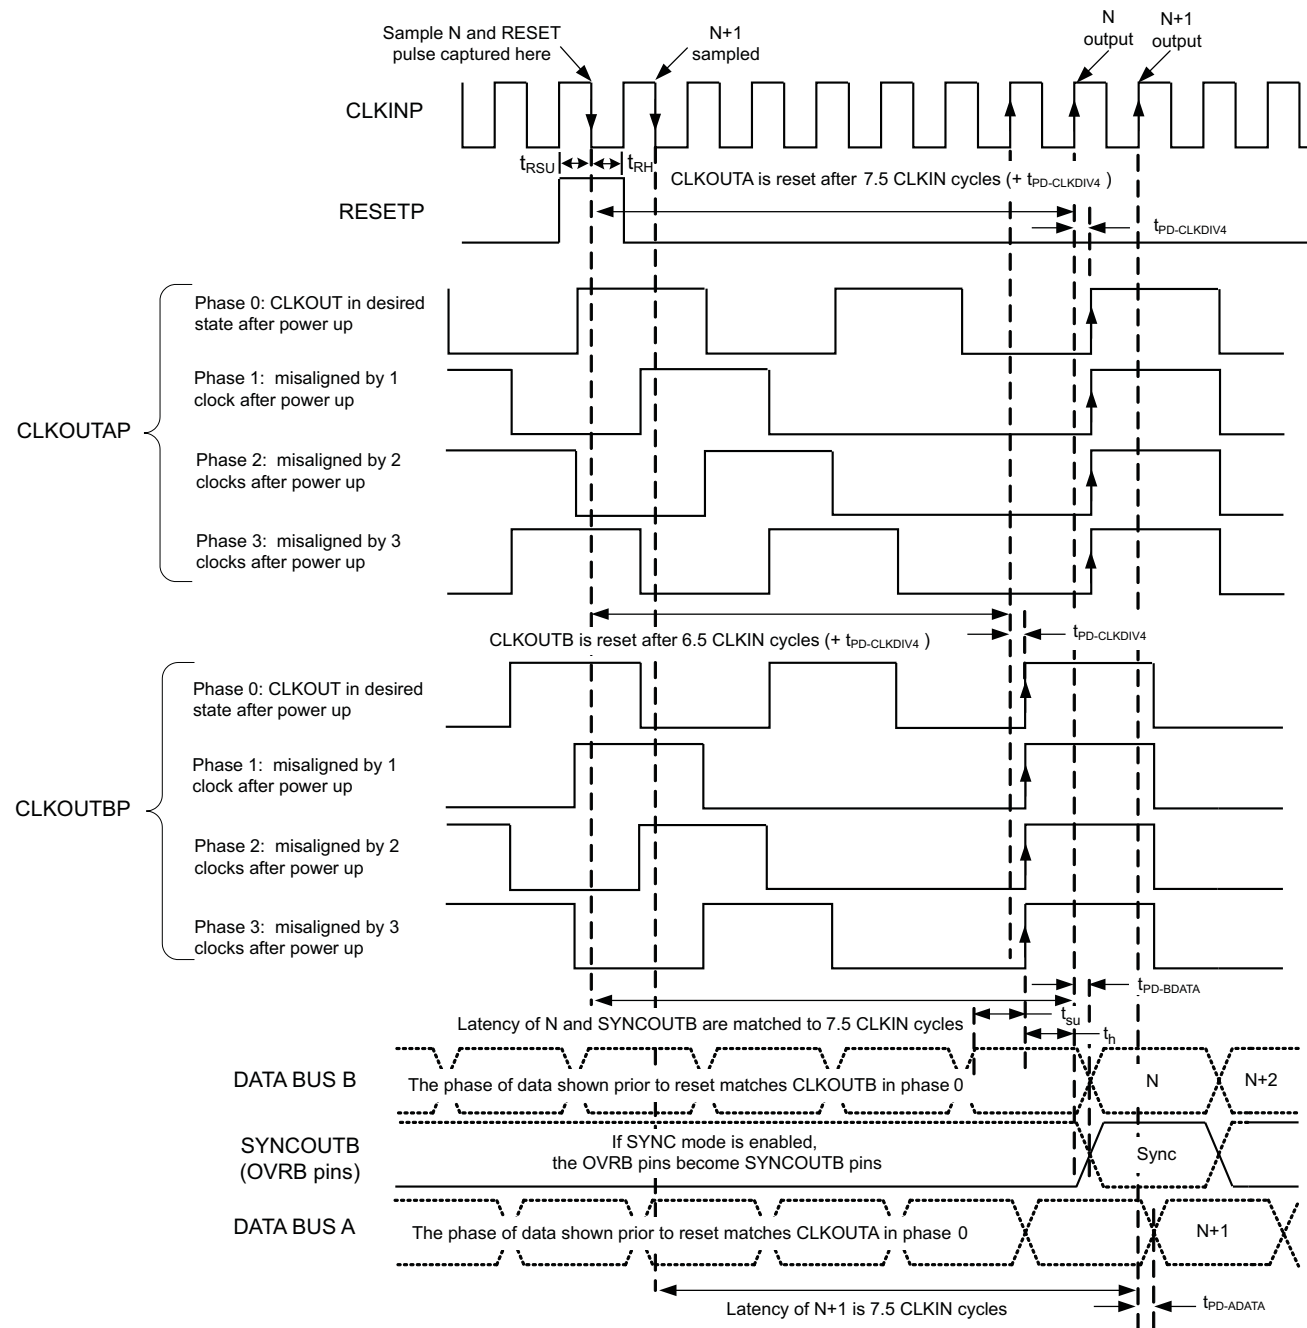 Sample N and RESET
pulse captured here
N+1
sampled
N
output
N+1
output
CLKINP
tRSU
tRH
CLKOUTA is reset after 7.5 CLKIN cycles (+ tPD-CLKDIV4 )
RESETP
tPD-CLKDIV4
Phase 0: CLKOUT in desired
state after power up
Phase 1: misaligned by 1
clock after power up
CLKOUTAP
Phase 2: misaligned by 2
clocks after power up
Phase 3: misaligned by 3
clocks after power up
CLKOUTB is reset after 6.5 CLKIN cycles (+ tPD-CLKDIV4 )
tPD-CLKDIV4
Phase 0: CLKOUT in desired
state after power up
Phase 1: misaligned by 1
clock after power up
CLKOUTBP
Phase 2: misaligned by 2
clocks after power up
Phase 3: misaligned by 3
clocks after power up
tPD-BDATA
Latency of N and SYNCOUTB are matched to 7.5 CLKIN cycles
tsu
th
DATA BUS B
The phase of data shown prior to reset matches CLKOUTB in phase 0
N
N+2
SYNCOUTB
(OVRB pins)
If SYNC mode is enabled,
the OVRB pins become SYNCOUTB pins
Sync
DATA BUS A
The phase of data shown prior to reset matches CLKOUTA in phase 0
N+1
Latency of N+1 is 7.5 CLKIN cycles
tPD-ADATA